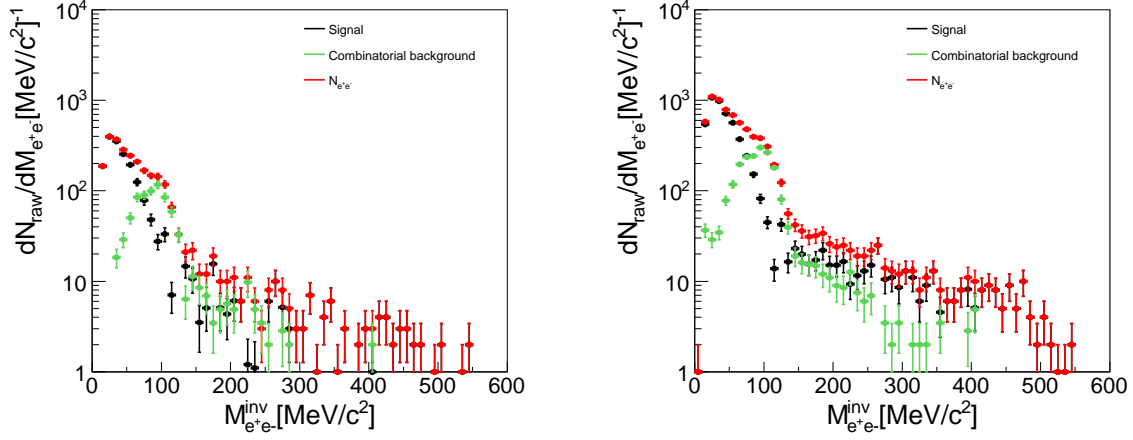 10⁴
10³
10²
10
1
dN_raw/dM_e⁺e⁻[MeV/c²]⁻¹
Signal
Combinatorial background
N_e⁺e⁻
0 100 200 300 400 500 600
M^inv_e⁺e-[MeV/c²]
10⁴
10³
10²
10
1
dN_raw/dM_e⁺e⁻[MeV/c²]⁻¹
Signal
Combinatorial background
N_e⁺e⁻
0 100 200 300 400 500 600
M^inv_e⁺e-[MeV/c²]